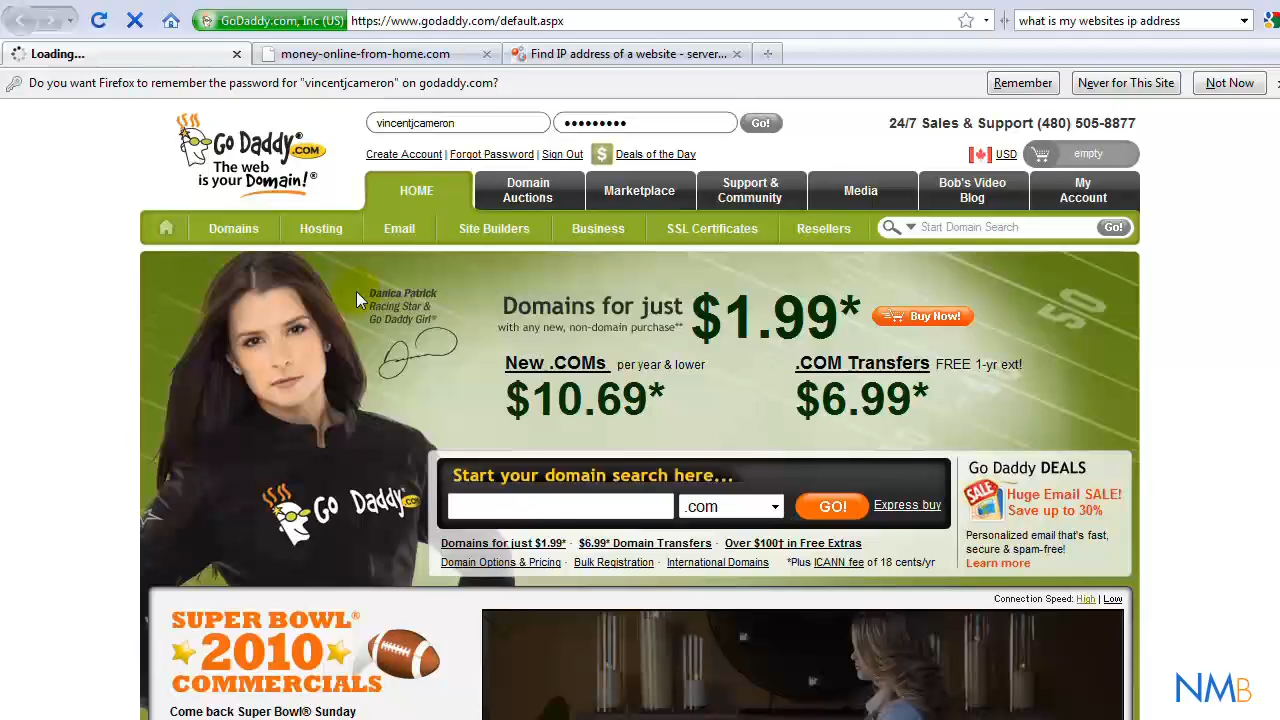 GoDaddy.com, Inc (US) https://www.godaddy.com/default.aspx what is my websites ip address
Loading... money-online-from-home.com Find IP address of a website - server...
Do you want Firefox to remember the password for "vincentjcameron" on godaddy.com? Remember Never for This Site Not Now
vincentjcameron ●●●●●●●●● Go! 24/7 Sales & Support (480) 505-8877
Go Daddy® .COM
The web
is your Domain!®
Create Account | Forgot Password | Sign Out $ Deals of the Day USD empty
HOME Domain Auctions Marketplace Support & Community Media Bob's Video Blog My Account
Domains Hosting Email Site Builders Business SSL Certificates Resellers Start Domain Search Go!
Danica Patrick
Racing Star &
Go Daddy Girl®
Domains for just $1.99* Buy Now!
with any new, non-domain purchase**
New .COMs per year & lower .COM Transfers FREE 1-yr ext!
$10.69* $6.99*
50
Go Daddy .COM
Start your domain search here...
.com GO! Express buy
Go Daddy DEALS
SALE
Huge Email SALE!
Save up to 30%
Personalized email that's fast,
secure & spam-free!
Learn more
Domains for just $1.99* · $6.99* Domain Transfers · Over $100† in Free Extras
Domain Options & Pricing · Bulk Registration · International Domains *Plus ICANN fee of 18 cents/yr
Connection Speed: High | Low
SUPER BOWL®
2010
COMMERCIALS
Come back Super Bowl® Sunday
NMB